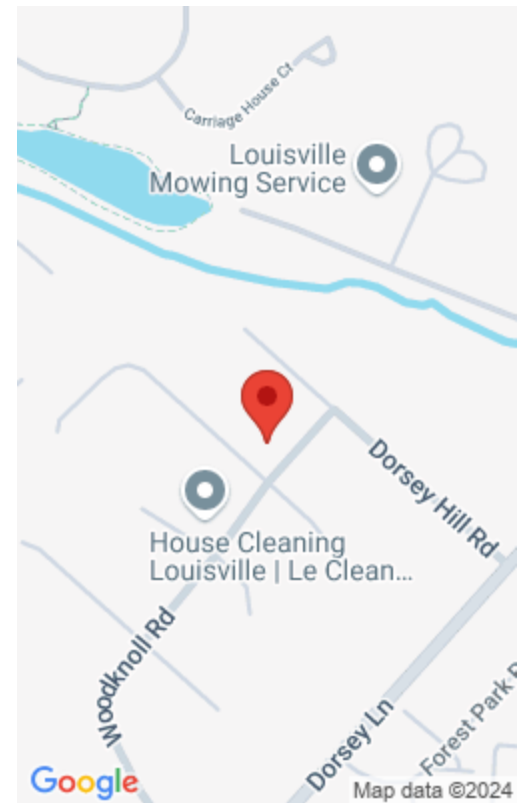 Carriage House Ct
Louisville
Mowing Service
Dorsey Hill Rd
House Cleaning
Louisville | Le Clean...
Woodknoll Rd
Dorsey Ln
Forest Park
Google
Map data ©2024